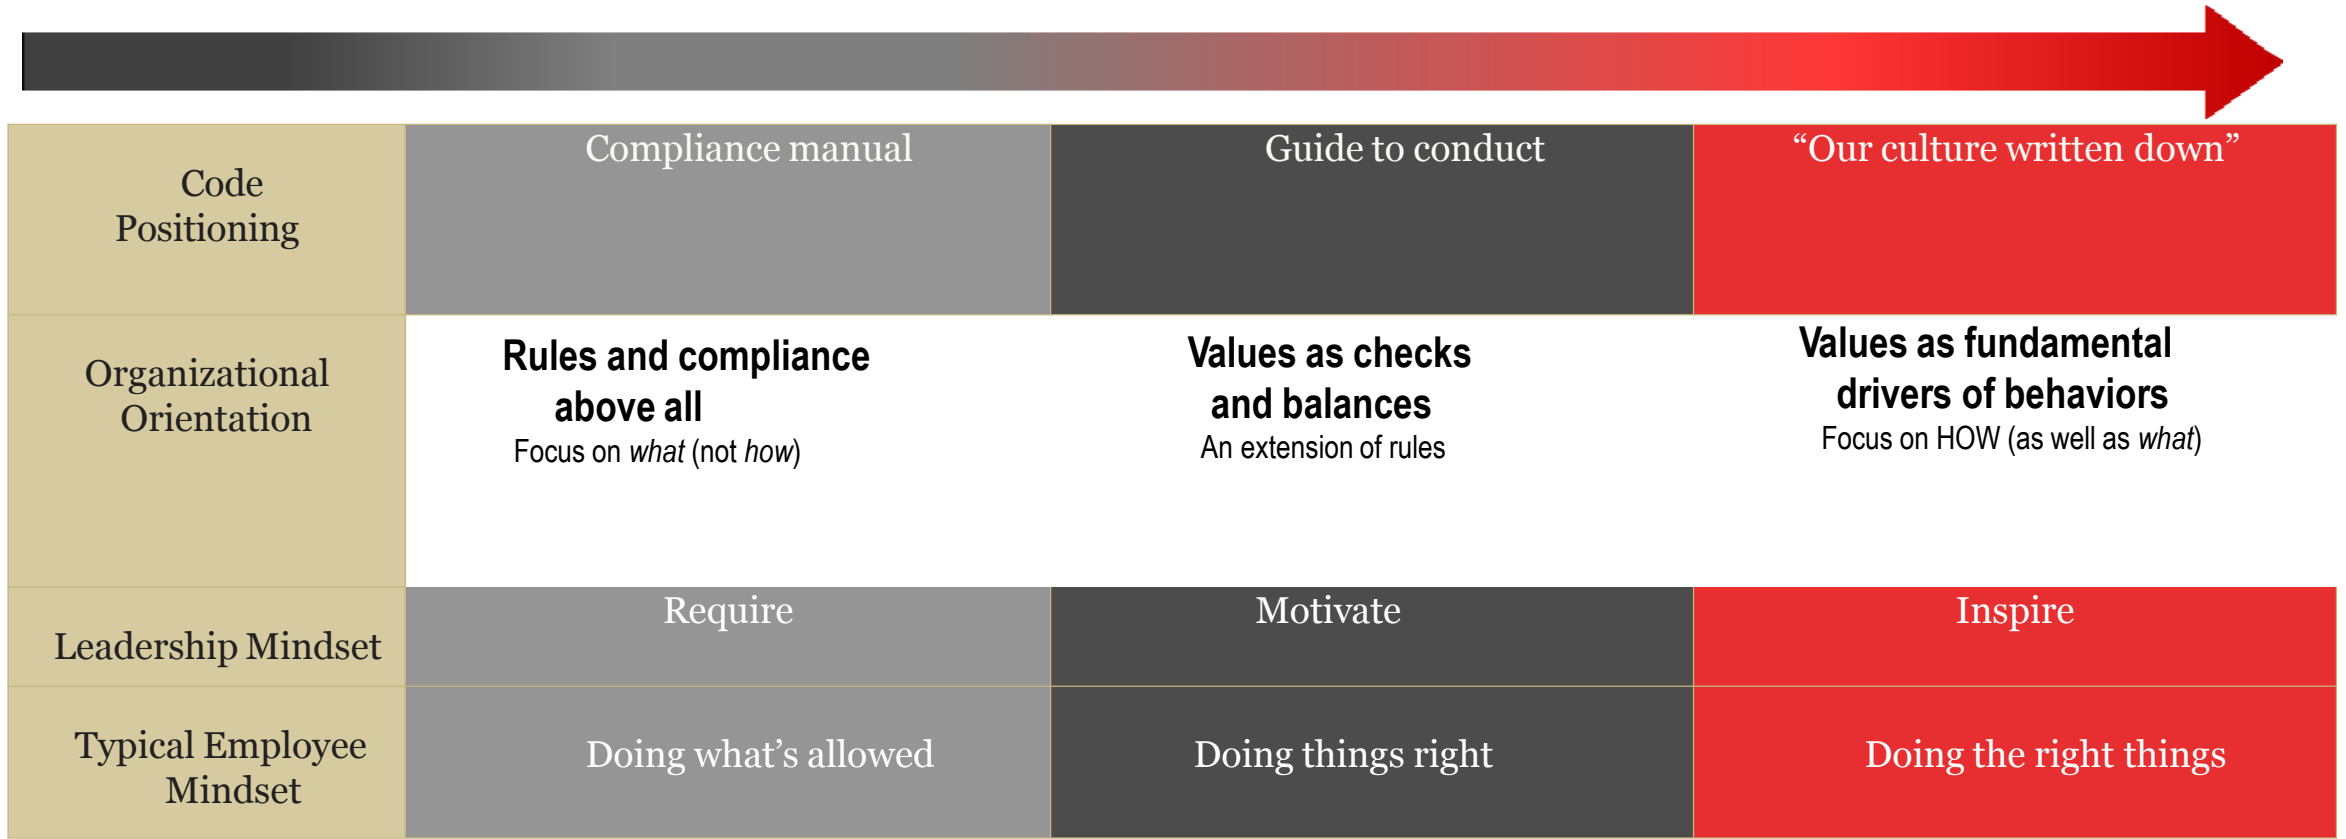 Code
Positioning
Compliance manual
Guide to conduct
“Our culture written down”
Organizational
Orientation
Rules and compliance
above all
Focus on what (not how)
Values as checks
and balances
An extension of rules
Values as fundamental
drivers of behaviors
Focus on HOW (as well as what)
Leadership Mindset
Require
Motivate
Inspire
Typical Employee
Mindset
Doing what’s allowed
Doing things right
Doing the right things